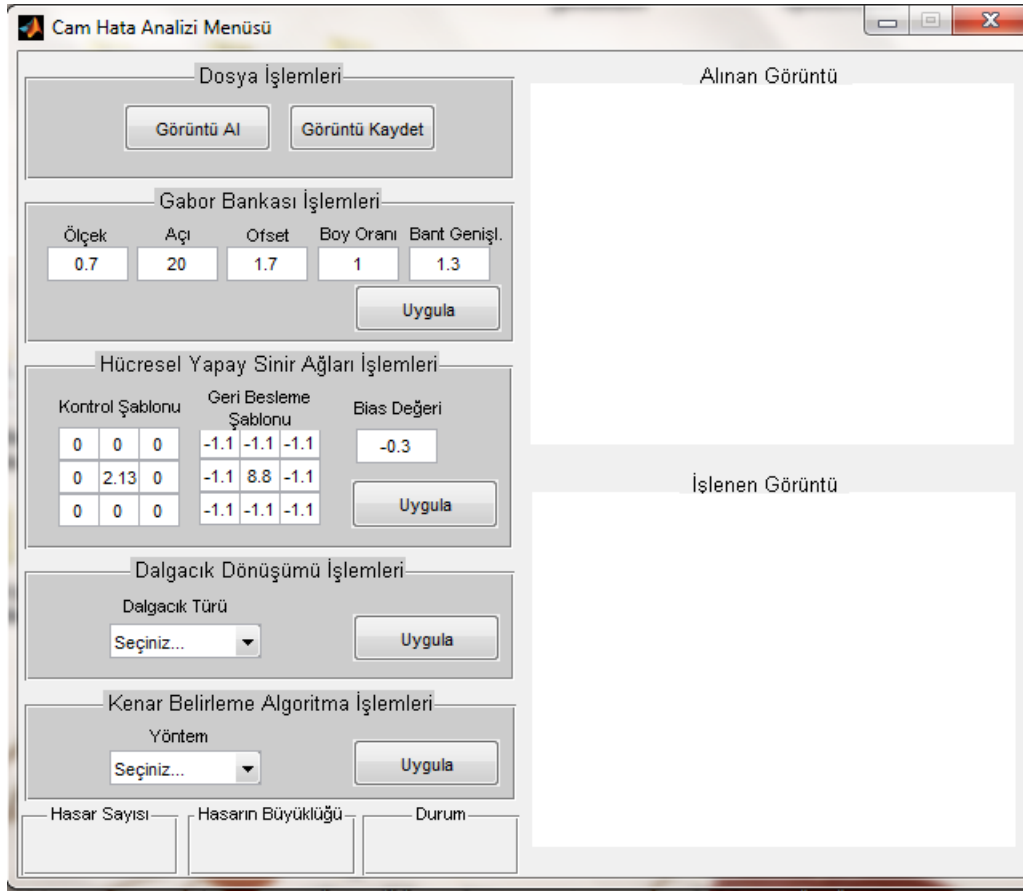 Cam Hata Analizi Menüsü
Dosya İşlemleri
Görüntü Al Görüntü Kaydet
Gabor Bankası İşlemleri
Ölçek Açı Ofset Boy Oranı Bant Genişl.
0.7 20 1.7 1 1.3
Uygula
Hücresel Yapay Sinir Ağları İşlemleri
Kontrol Şablonu
0 0 0
0 2.13 0
0 0 0
Geri Besleme
Şablonu
-1.1 -1.1 -1.1
-1.1 8.8 -1.1
-1.1 -1.1 -1.1
Bias Değeri
-0.3
Uygula
Dalgacık Dönüşümü İşlemleri
Dalgacık Türü
Seçiniz...
Uygula
Kenar Belirleme Algoritma İşlemleri
Yöntem
Seçiniz...
Uygula
Hasar Sayısı Hasarın Büyüklüğü Durum
Alınan Görüntü
İşlenen Görüntü